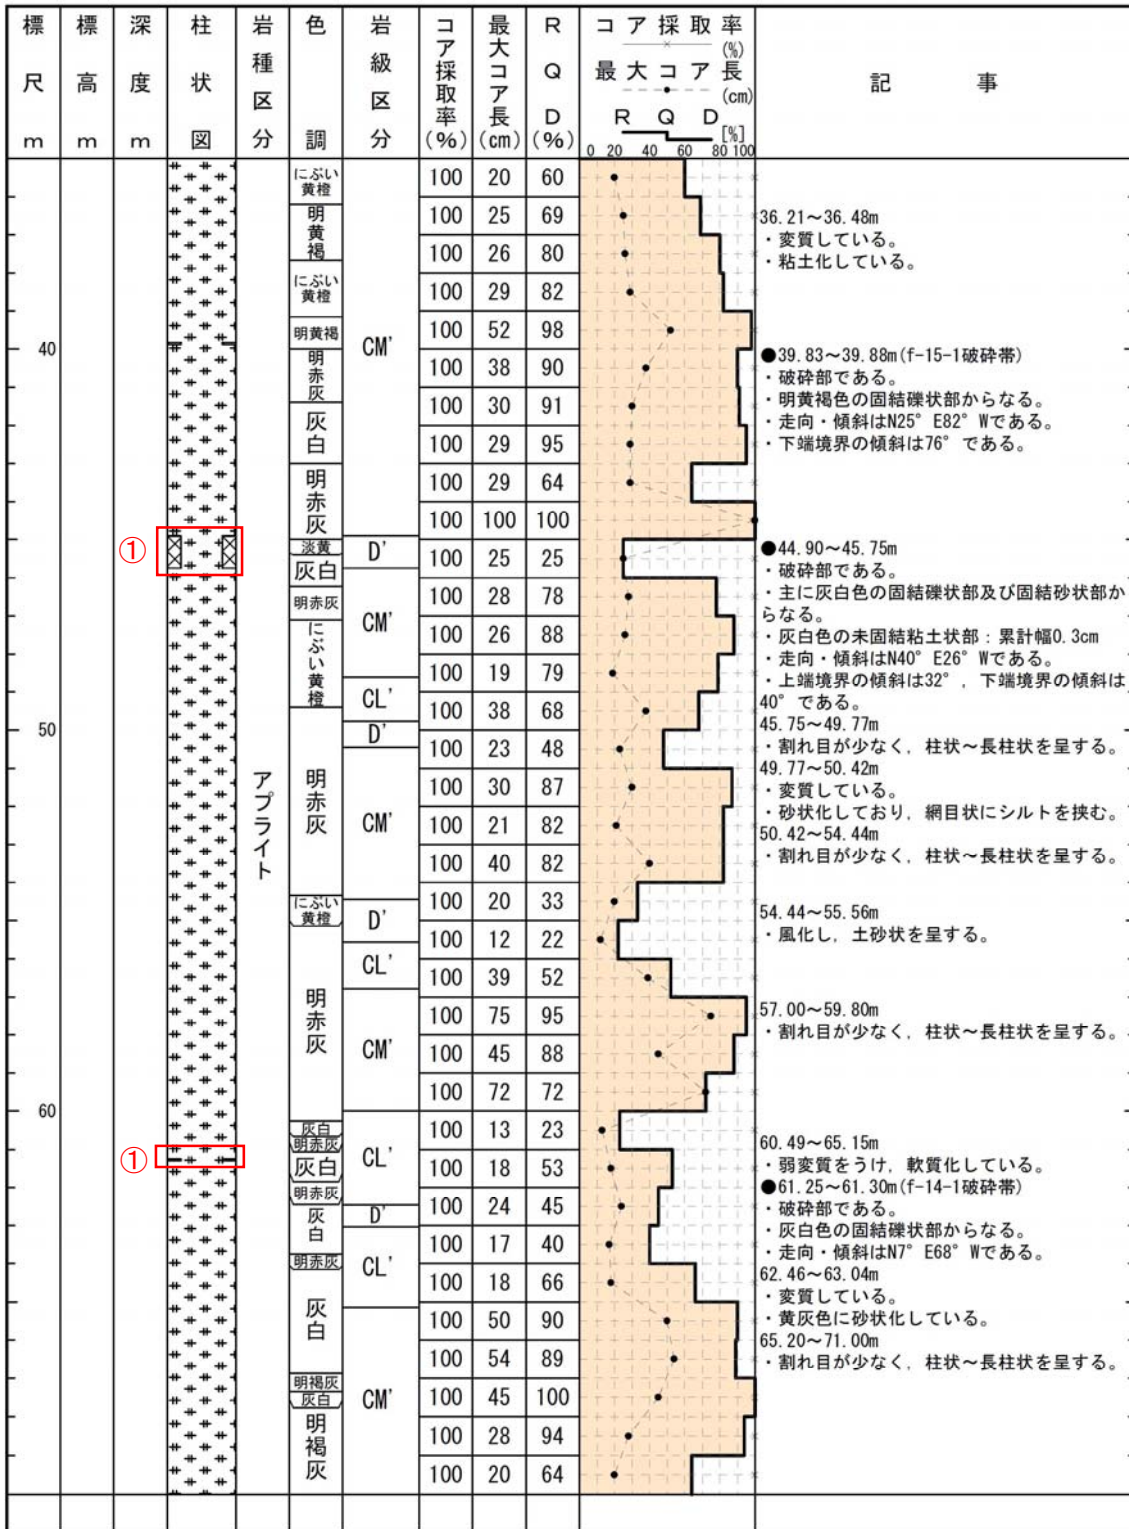 標尺m
標高m
深度m
柱状図
岩種区分
色調
岩級区分
コア採取率(%)
最大コア長(cm)
RQD(%)
コア採取率(%)
最大コア長(cm)
RQD[%]
0 20 40 60 80 100
記事
40
50
60
①
①
アプライト
にぶい黄橙
明黄褐
にぶい黄橙
明黄褐
明赤灰
灰白
明赤灰
淡黄
灰白
明赤灰
にぶい黄橙
明赤灰
にぶい黄橙
明赤灰
灰白
明赤灰
灰白
明赤灰
灰白
明赤灰
灰白
明褐灰
灰白
明褐灰
CM'
D'
CM'
CL'
D'
CM'
D'
CL'
CM'
CL'
D'
CL'
CM'
100 20 60
100 25 69
100 26 80
100 29 82
100 52 98
100 38 90
100 30 91
100 29 95
100 29 64
100 100 100
100 25 25
100 28 78
100 26 88
100 19 79
100 38 68
100 23 48
100 30 87
100 21 82
100 40 82
100 20 33
100 12 22
100 39 52
100 75 95
100 45 88
100 72 72
100 13 23
100 18 53
100 24 45
100 17 40
100 18 66
100 50 90
100 54 89
100 45 100
100 28 94
100 20 64
36.21～36.48m
・変質している。
・粘土化している。
●39.83～39.88m(f-15-1破砕帯)
・破砕部である。
・明黄褐色の固結礫状部からなる。
・走向・傾斜はN25°E82°Wである。
・下端境界の傾斜は76°である。
●44.90～45.75m
・破砕部である。
・主に灰白色の固結礫状部及び固結砂状部か
らなる。
・灰白色の未固結粘土状部：累計幅0.3cm
・走向・傾斜はN40°E26°Wである。
・上端境界の傾斜は32°，下端境界の傾斜は
40°である。
45.75～49.77m
・割れ目が少なく，柱状～長柱状を呈する。
49.77～50.42m
・変質している。
・砂状化しており，網目状にシルトを挟む。
50.42～54.44m
・割れ目が少なく，柱状～長柱状を呈する。
54.44～55.56m
・風化し，土砂状を呈する。
57.00～59.80m
・割れ目が少なく，柱状～長柱状を呈する。
60.49～65.15m
・弱変質をうけ，軟質化している。
●61.25～61.30m(f-14-1破砕帯)
・破砕部である。
・灰白色の固結礫状部からなる。
・走向・傾斜はN7°E68°Wである。
62.46～63.04m
・変質している。
・黄灰色に砂状化している。
65.20～71.00m
・割れ目が少なく，柱状～長柱状を呈する。